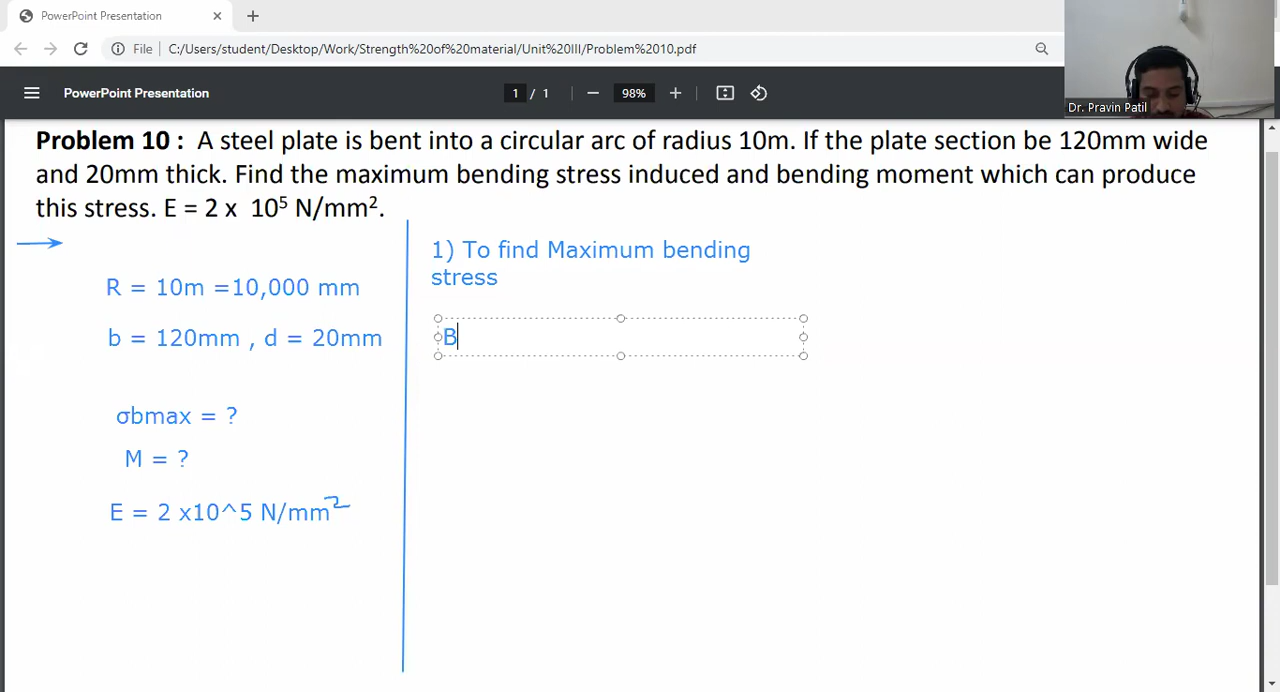 PowerPoint Presentation
File | C:/Users/student/Desktop/Work/Strength%20of%20material/Unit%20III/Problem%2010.pdf
PowerPoint Presentation
1 / 1
98%
Dr. Pravin Patil
Problem 10 : A steel plate is bent into a circular arc of radius 10m. If the plate section be 120mm wide
and 20mm thick. Find the maximum bending stress induced and bending moment which can produce
this stress. E = 2 x 10⁵ N/mm².
R = 10m =10,000 mm
b = 120mm , d = 20mm
σbmax = ?
M = ?
E = 2 x10^5 N/mm²
1) To find Maximum bending
stress
B